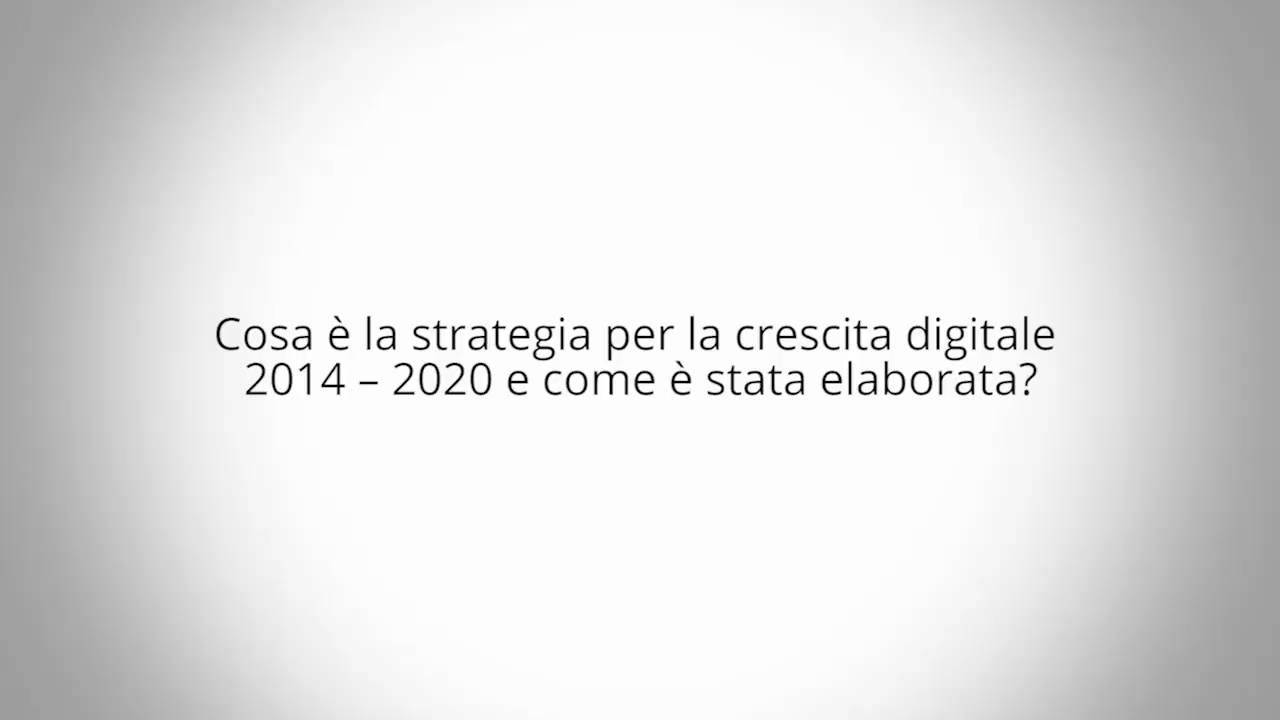 Cosa è la strategia per la crescita digitale
2014 – 2020 e come è stata elaborata?